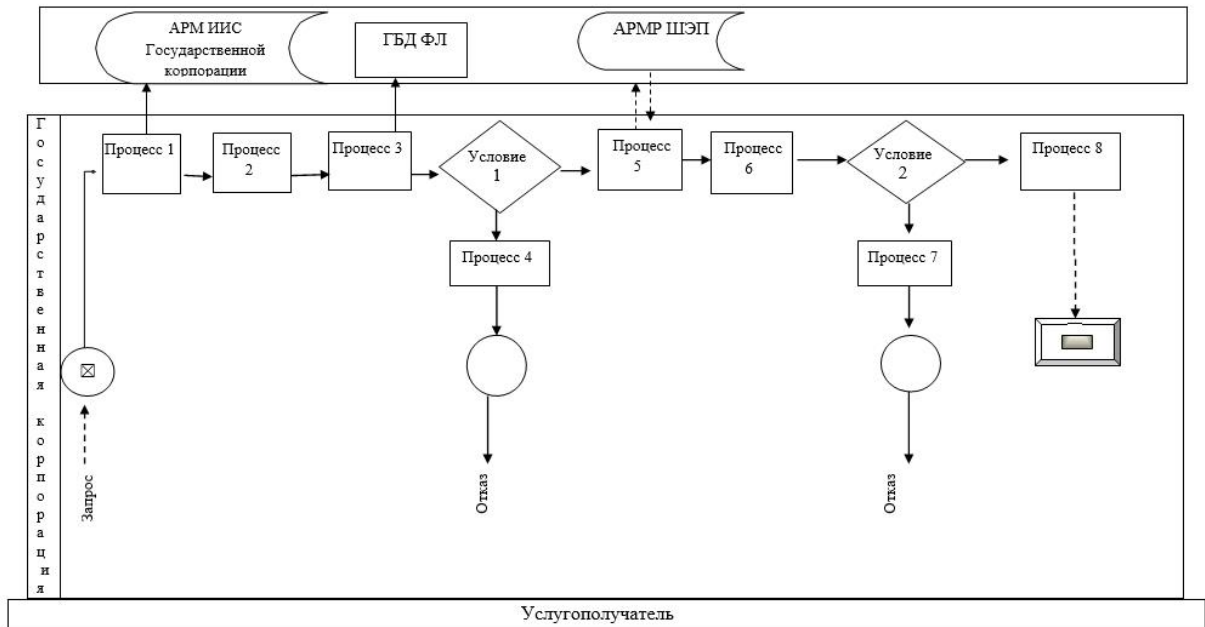 АРМ ИИС
Государственной
корпорации
ГБД ФЛ
АРМР ШЭП
Государственная корпорация
Процесс 1
Процесс
2
Процесс 3
Условие
1
Процесс
5
Процесс
6
Условие
2
Процесс 8
Процесс 4
Процесс 7
Запрос
Отказ
Отказ
Услугополучатель